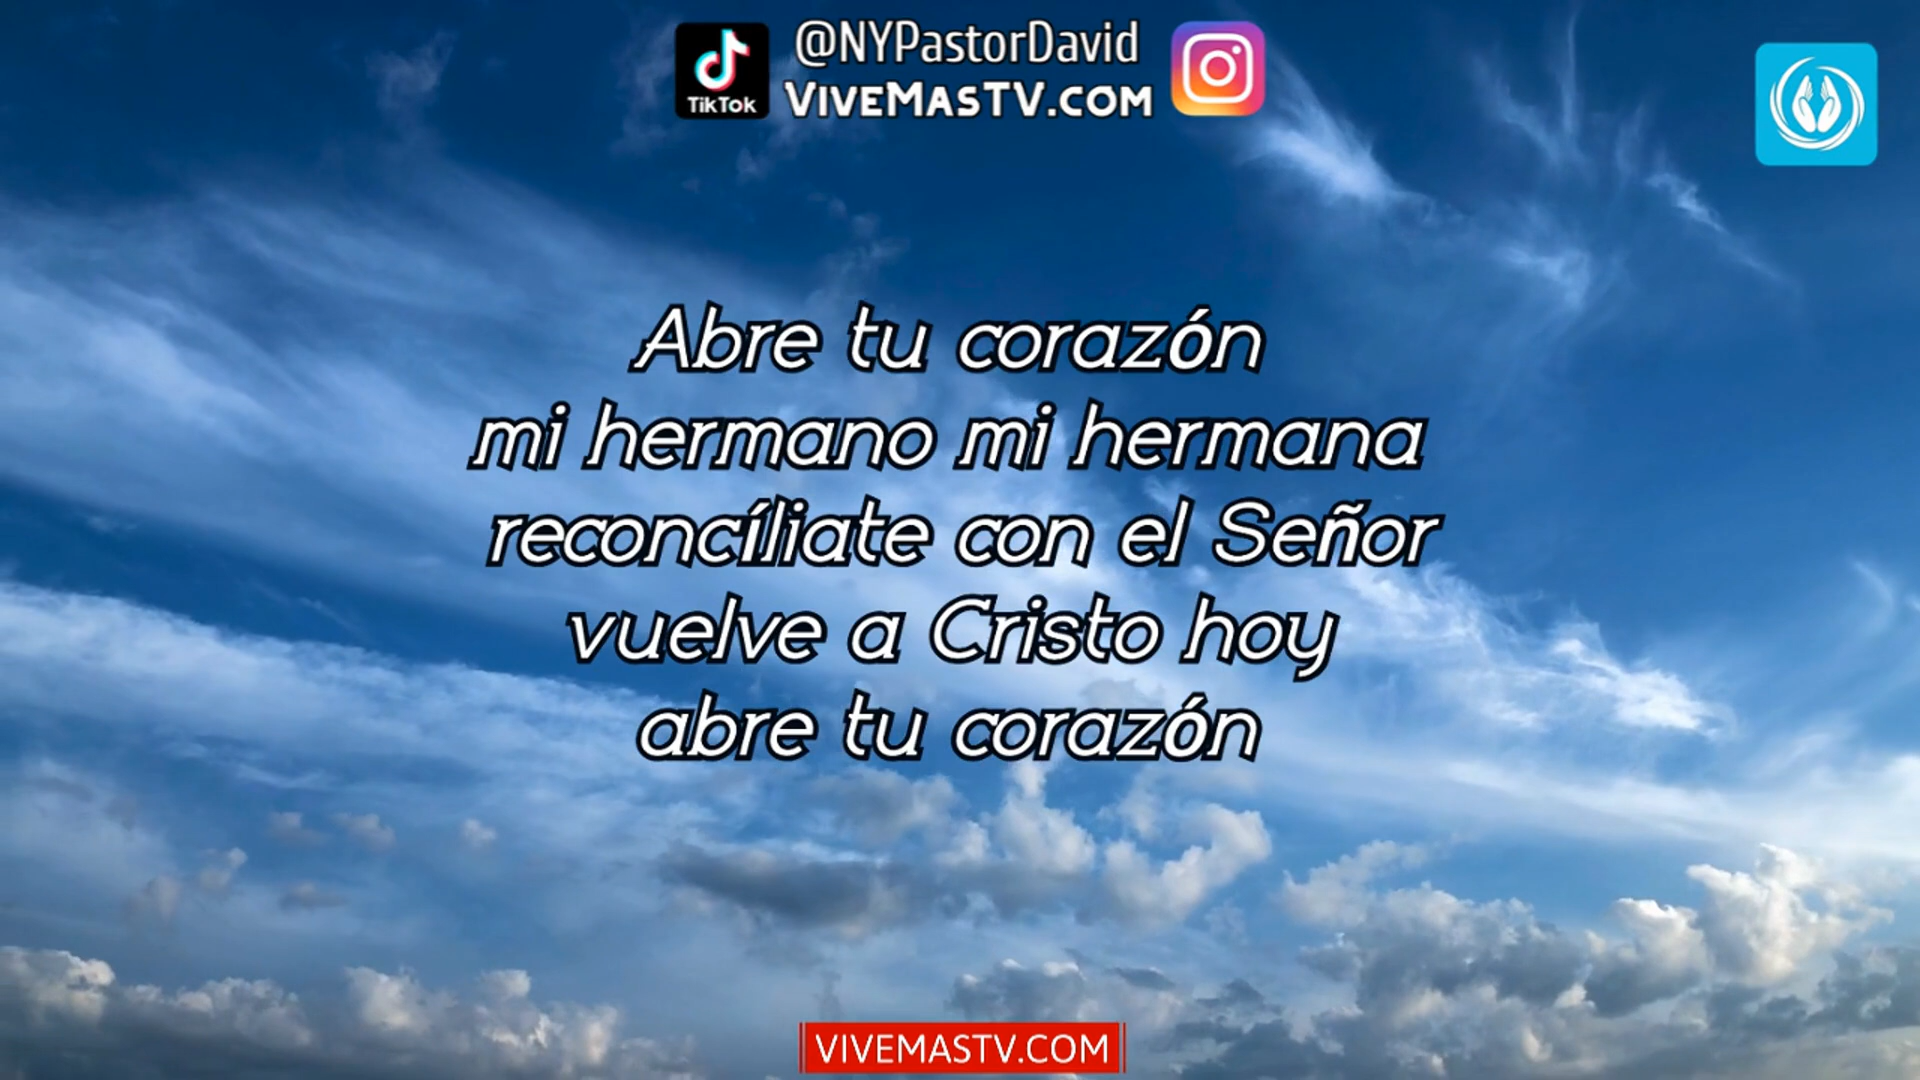 TikTok
@NYPastorDavid
VIVEMASTV.COM
Abre tu corazón
mi hermano mi hermana
reconcíliate con el Señor
vuelve a Cristo hoy
abre tu corazón
VIVEMASTV.COM